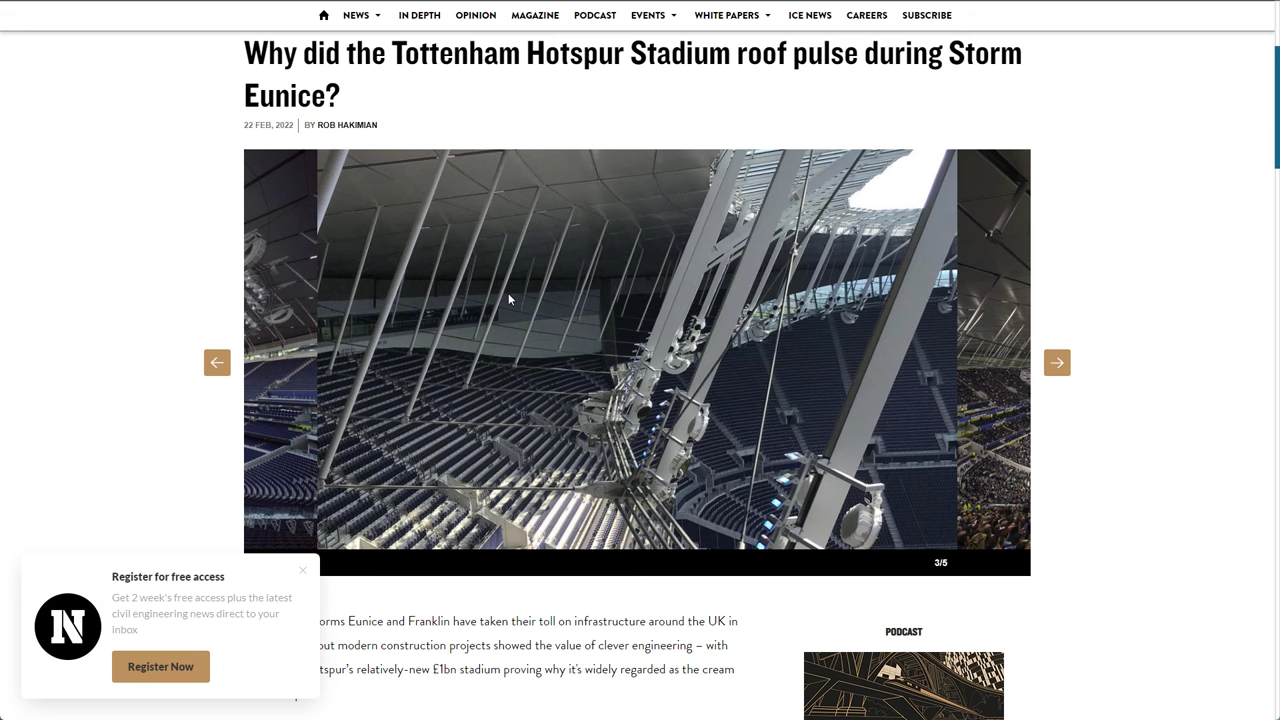 NEWS IN DEPTH OPINION MAGAZINE PODCAST EVENTS WHITE PAPERS ICE NEWS CAREERS SUBSCRIBE
Why did the Tottenham Hotspur Stadium roof pulse during Storm
Eunice?
22 FEB, 2022 BY ROB HAKIMIAN
3/5
Register for free access
Get 2 week's free access plus the latest
civil engineering news direct to your
inbox
N
Register Now
Eunice and Franklin have taken their toll on infrastructure around the UK in
modern construction projects showed the value of clever engineering – with
relatively-new £1bn stadium proving why it's widely regarded as the cream
PODCAST